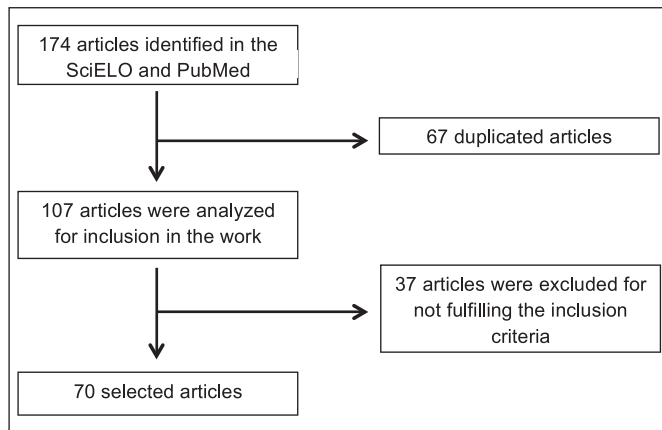 174 articles identified in the
SciELO and PubMed
67 duplicated articles
107 articles were analyzed
for inclusion in the work
37 articles were excluded for
not fulfilling the inclusion
criteria
70 selected articles